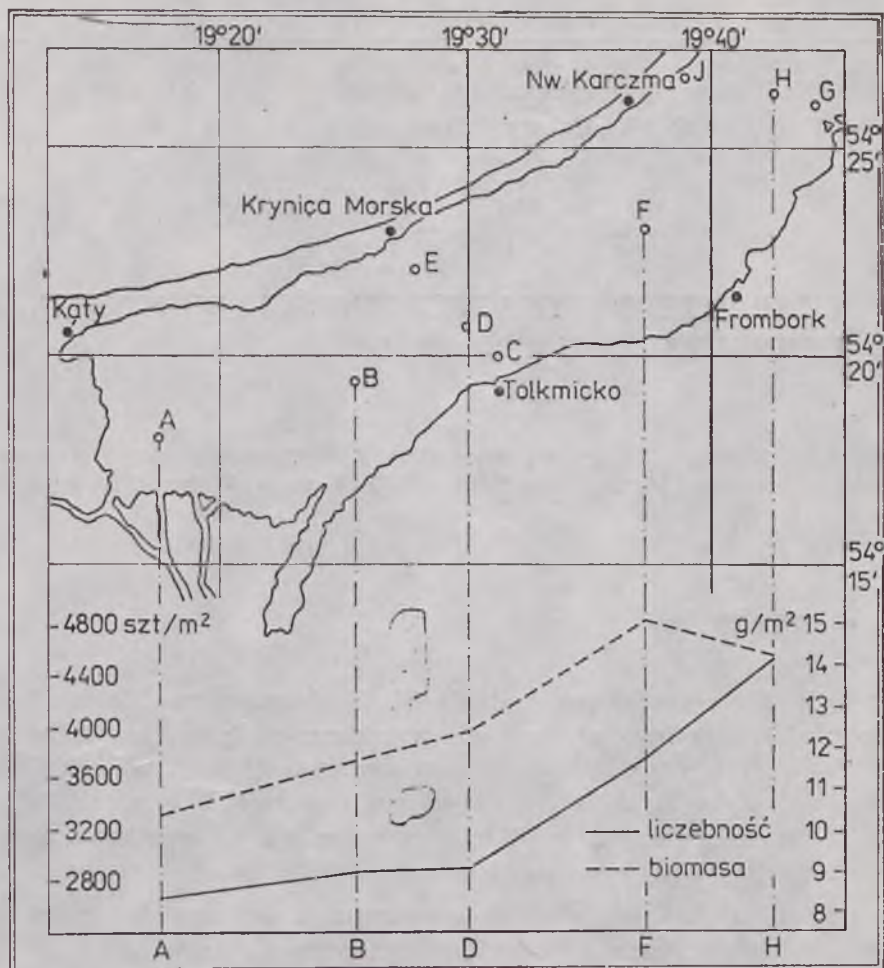 19°20' 19°30' 19°40'
Nw. Karczma J H G
54°
25'
Krynica Morska F
E
Kąty D Frombork
C 54°
20'
B Tolkmicko
A
54°
15'
4800 szt/m² g/m² 15
4400 14
4000 13
3600 12
11
3200 liczebność 10
2800 biomasa 9
8
A B D F H